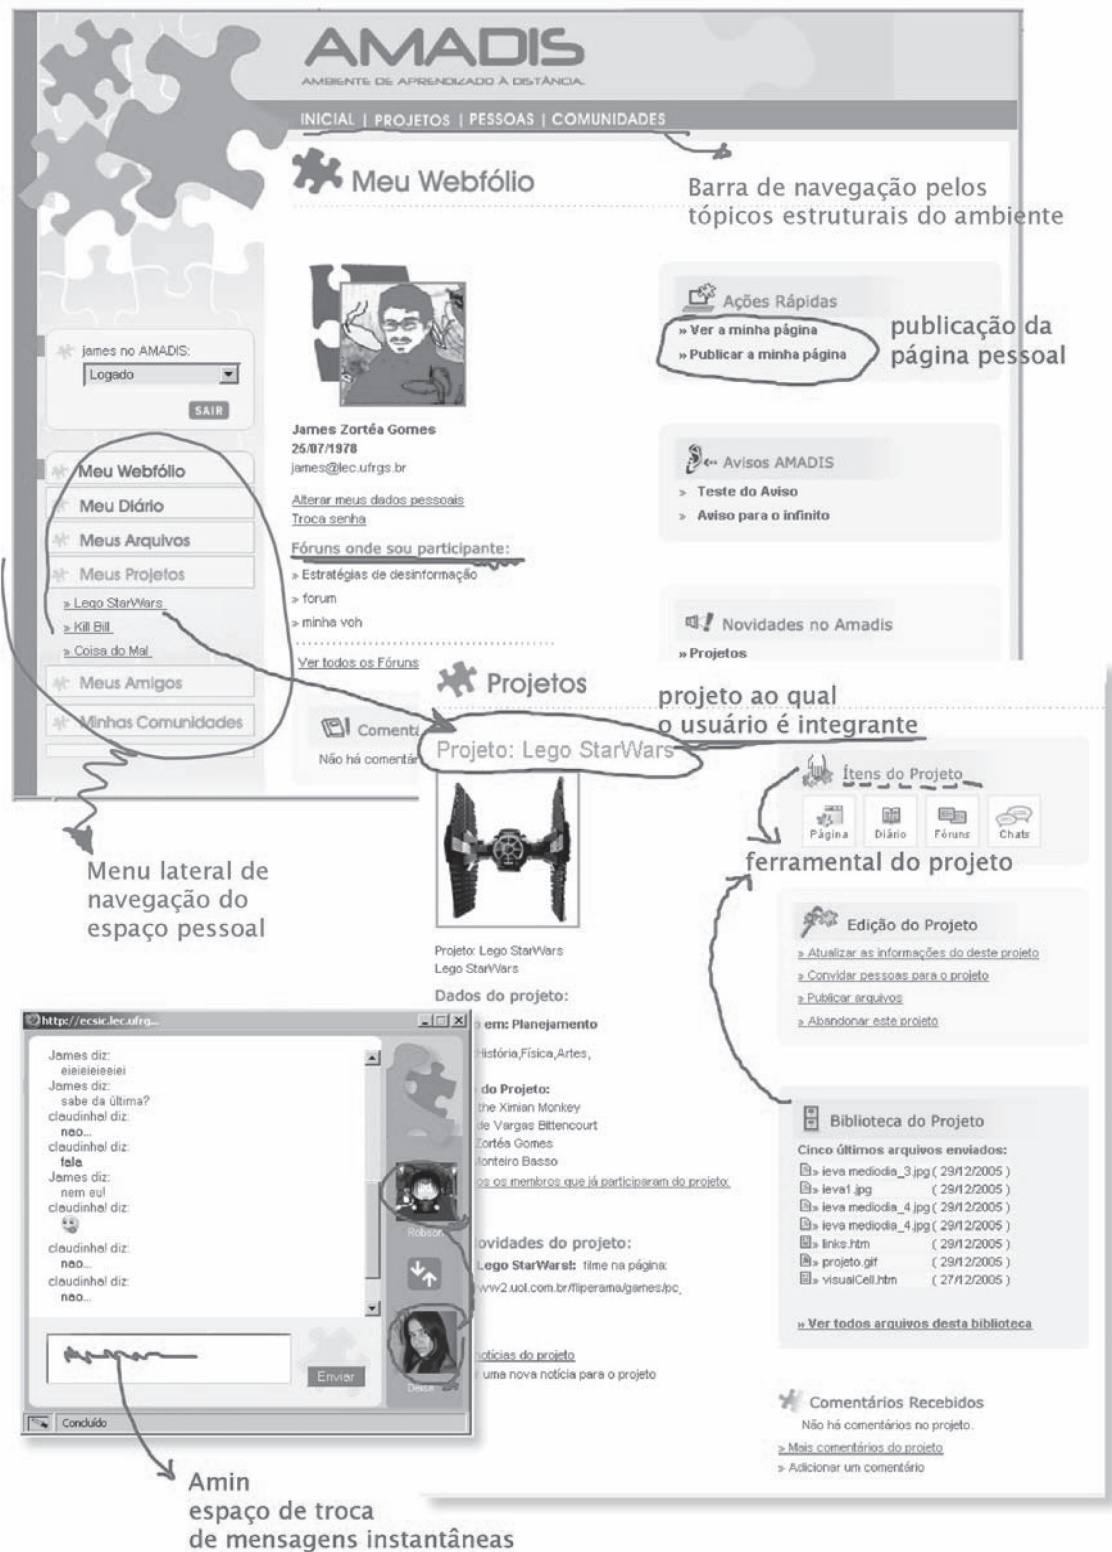 AMADIS
AMBIENTE DE APRENDIZADO À DISTÂNCIA.
INICIAL | PROJETOS | PESSOAS | COMUNIDADES
Meu Webfólio
Barra de navegação pelos
tópicos estruturais do ambiente
james no AMADIS:
Logado
SAIR
Meu Webfólio
Meu Diário
Meus Arquivos
Meus Projetos
» Lego StarWars
» Kill Bill
» Coisa do Mal
Meus Amigos
Minhas Comunidades
Menu lateral de
navegação do
espaço pessoal
James Zortéa Gomes
25/07/1978
james@lec.ufrgs.br
Alterar meus dados pessoais
Troca senha
Fóruns onde sou participante:
» Estratégias de desinformação
» forum
» minha voh
Ver todos os Fóruns
Comentá
Não há comentár
Ações Rápidas
» Ver a minha página
» Publicar a minha página
publicação da
página pessoal
Avisos AMADIS
» Teste do Aviso
» Aviso para o infinito
Novidades no Amadis
» Projetos
Projetos
projeto ao qual
o usuário é integrante
Projeto: Lego StarWars
Projeto: Lego StarWars
Lego StarWars
Dados do projeto:
o em: Planejamento
História,Física,Artes,
do Projeto:
the Ximian Monkey
de Vargas Bittencourt
Zortéa Gomes
Monteiro Basso
os os membros que já participaram do projeto:
ovidades do projeto:
Lego StarWars!: filme na página:
ww2.uol.com.br/fliperama/games/pc_
notícias do projeto
r uma nova notícia para o projeto
Ítens do Projeto
Página
Diário
Fóruns
Chats
ferramental do projeto
Edição do Projeto
» Atualizar as informações do deste projeto
» Convidar pessoas para o projeto
» Publicar arquivos
» Abandonar este projeto
Biblioteca do Projeto
Cinco últimos arquivos enviados:
» ieva mediodia_3.jpg ( 29/12/2005 )
» ieva1.jpg ( 29/12/2005 )
» ieva mediodia_4.jpg ( 29/12/2005 )
» ieva mediodia_4.jpg ( 29/12/2005 )
» links.htm ( 29/12/2005 )
» projeto.gif ( 29/12/2005 )
» visualCell.htm ( 27/12/2005 )
» Ver todos arquivos desta biblioteca
Comentários Recebidos
Não há comentários no projeto.
» Mais comentários do projeto
» Adicionar um comentário
http://ecsic.lec.ufrg...
James diz:
eieieieieeiei
James diz:
sabe da última?
claudinha! diz:
nao...
claudinha! diz:
fala
James diz:
nem eu!
claudinha! diz:
claudinha! diz:
nao...
claudinha! diz:
nao...
Robson
Deise
Enviar
Concluído
Amin
espaço de troca
de mensagens instantâneas